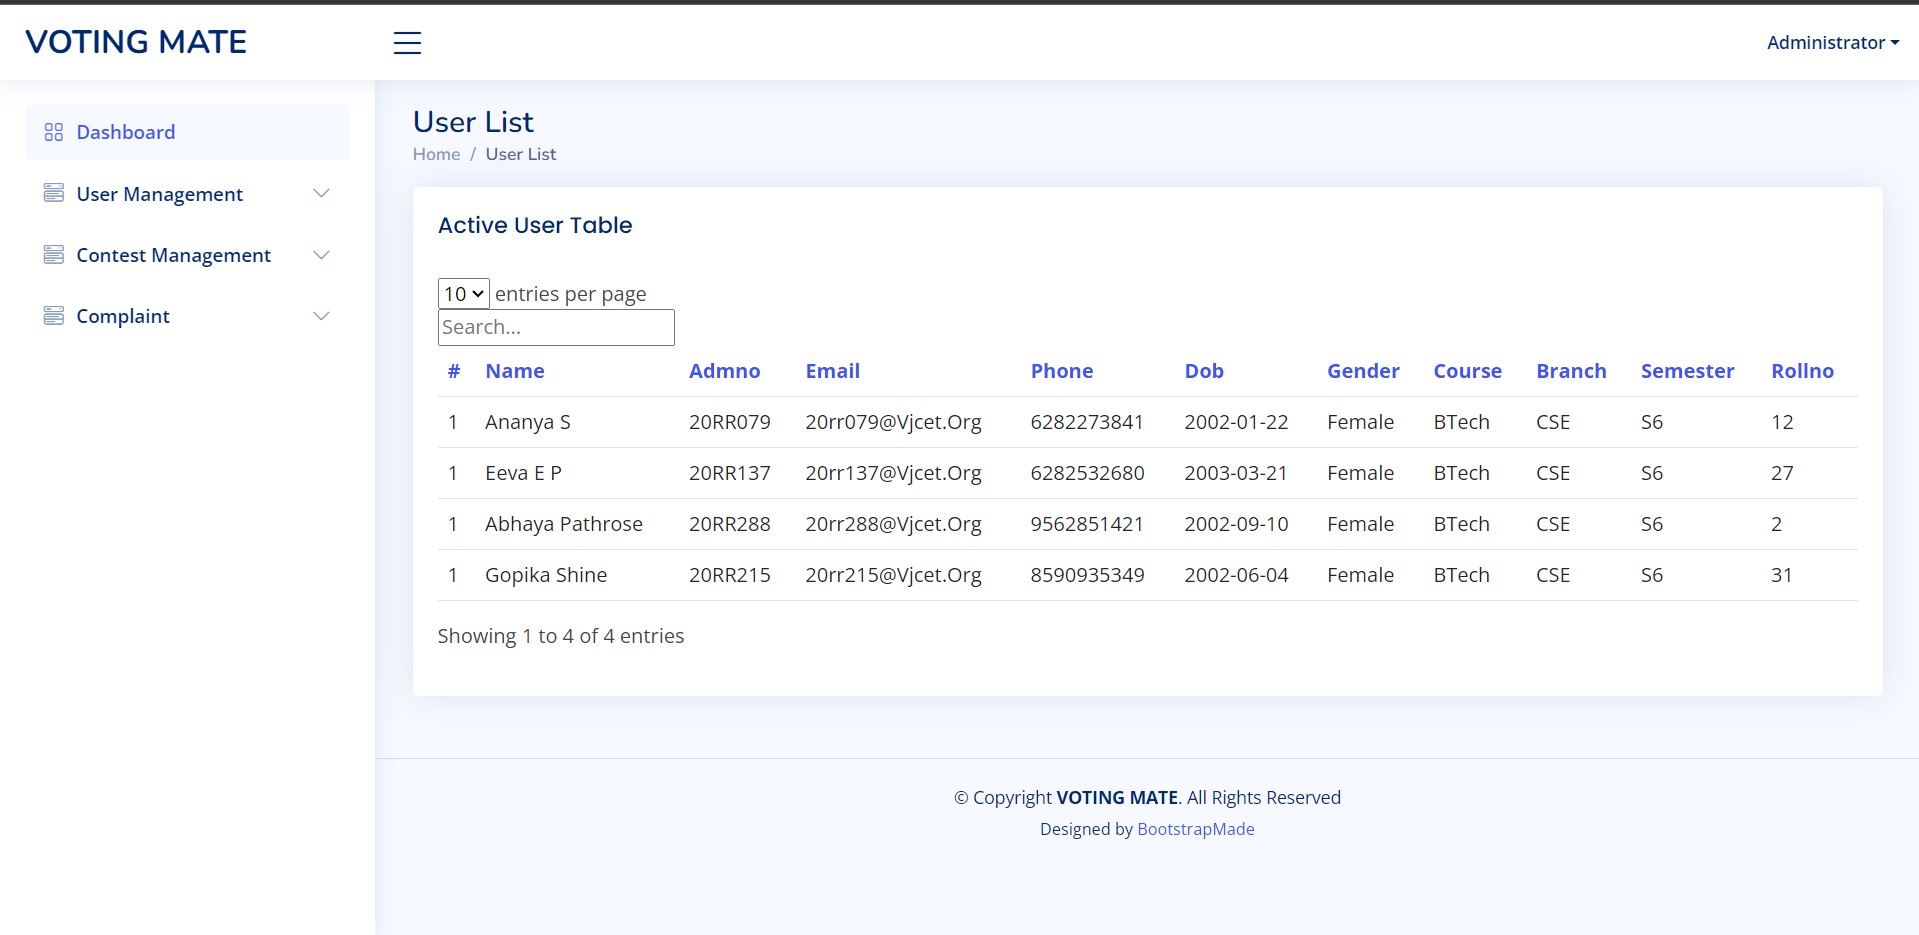 VOTING MATE
Administrator
Dashboard
User Management
Contest Management
Complaint
User List
Home / User List
Active User Table
10 entries per page
Search...
# Name Admno Email Phone Dob Gender Course Branch Semester Rollno
1 Ananya S 20RR079 20rr079@Vjcet.Org 6282273841 2002-01-22 Female BTech CSE S6 12
1 Eeva E P 20RR137 20rr137@Vjcet.Org 6282532680 2003-03-21 Female BTech CSE S6 27
1 Abhaya Pathrose 20RR288 20rr288@Vjcet.Org 9562851421 2002-09-10 Female BTech CSE S6 2
1 Gopika Shine 20RR215 20rr215@Vjcet.Org 8590935349 2002-06-04 Female BTech CSE S6 31
Showing 1 to 4 of 4 entries
© Copyright VOTING MATE. All Rights Reserved
Designed by BootstrapMade